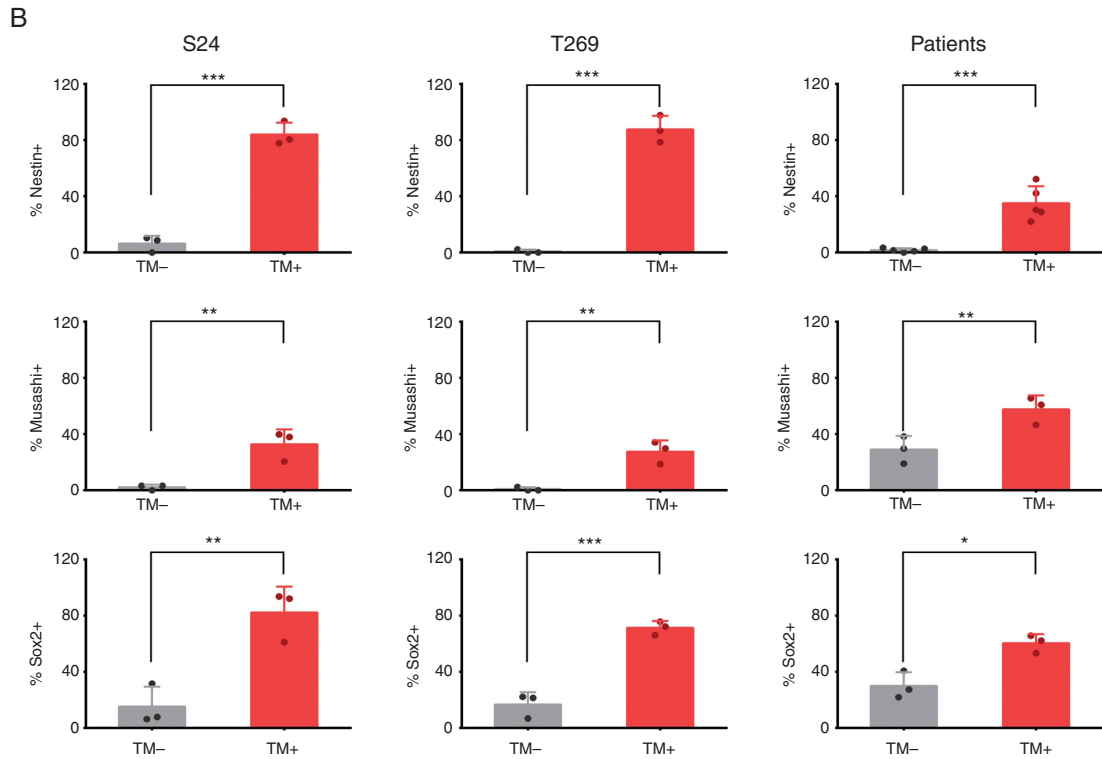 B
S24 T269 Patients
*** *** ***
120 120 120
80 80 80
40 40 40
0 0 0
% Nestin+ % Nestin+ % Nestin+
TM– TM+ TM– TM+ TM– TM+
** ** **
120 120 120
80 80 80
40 40 40
0 0 0
% Musashi+ % Musashi+ % Musashi+
TM– TM+ TM– TM+ TM– TM+
** *** *
120 120 120
80 80 80
40 40 40
0 0 0
% Sox2+ % Sox2+ % Sox2+
TM– TM+ TM– TM+ TM– TM+